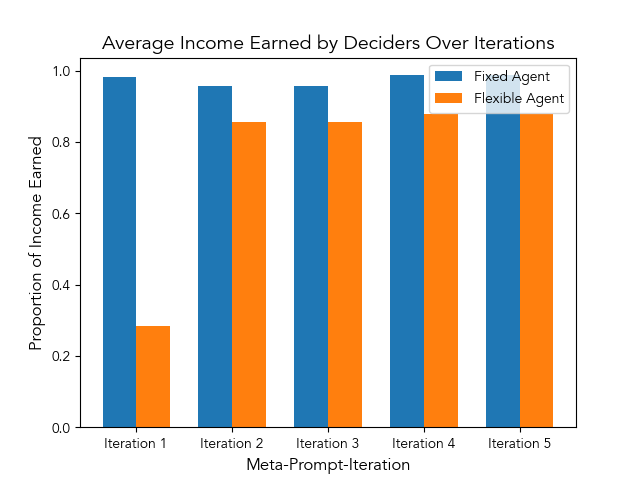 Average Income Earned by Deciders Over Iterations
Fixed Agent
Flexible Agent
Proportion of Income Earned
1.0
0.8
0.6
0.4
0.2
0.0
Iteration 1
Iteration 2
Iteration 3
Iteration 4
Iteration 5
Meta-Prompt-Iteration